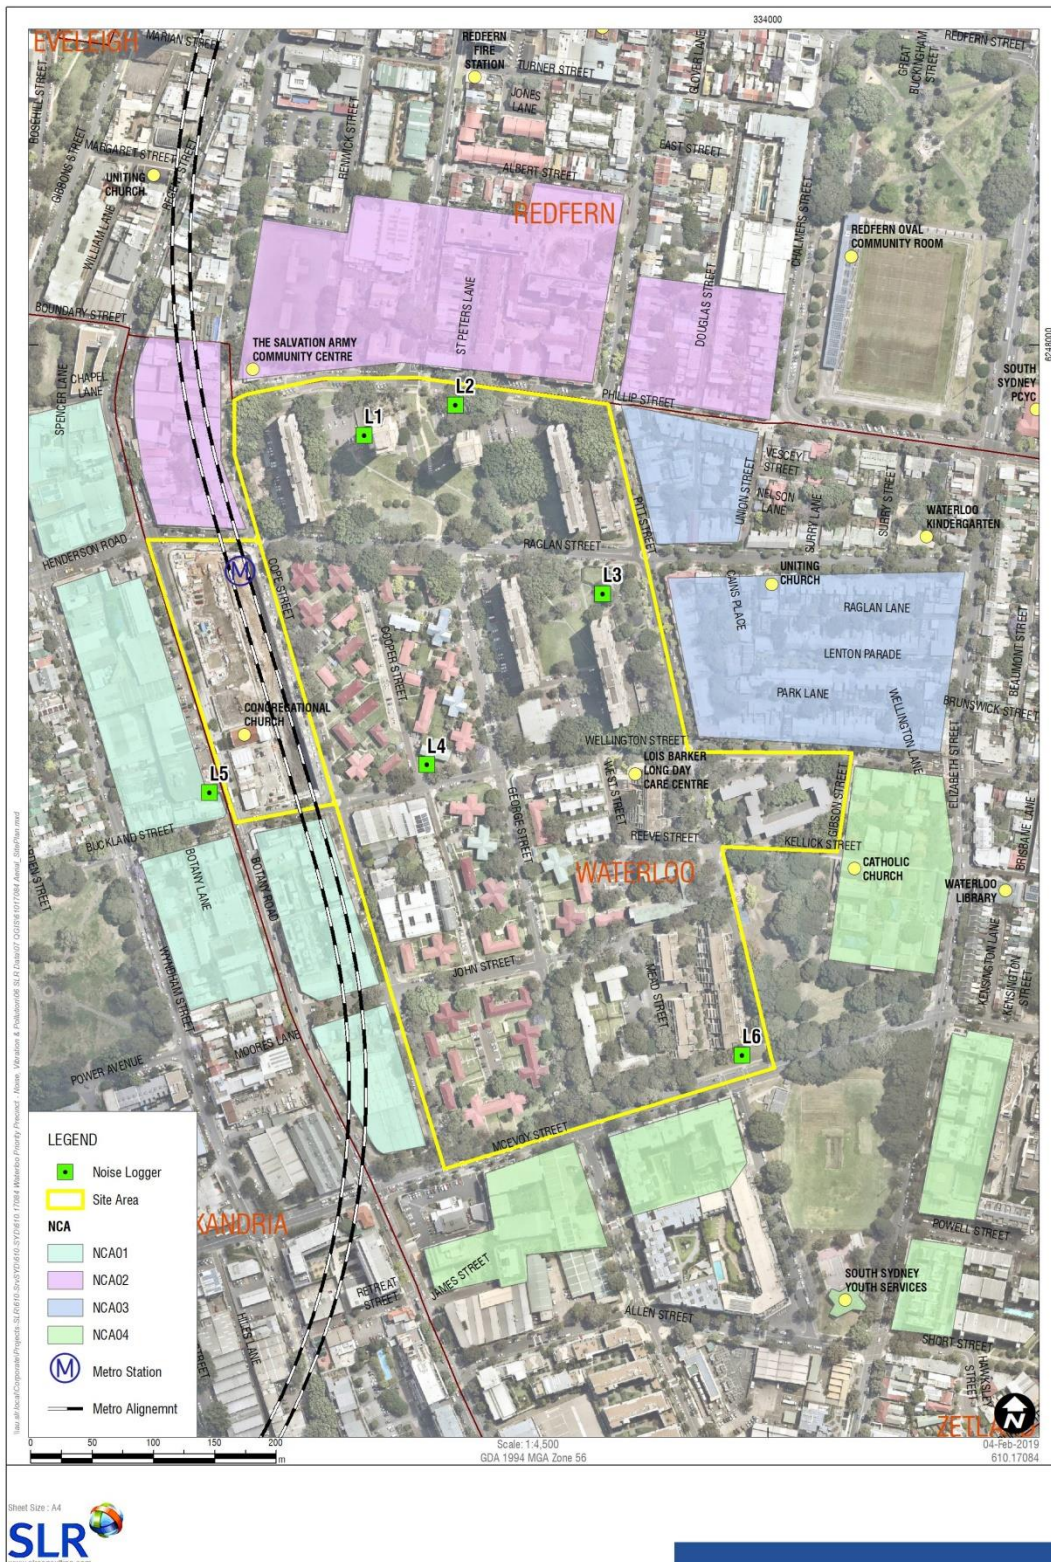 334000
EVELEIGH
MARIAN STREET
REDFERN
FIRE
STATION
TURNER STREET
GLOVER LANE
GREAT
BUCKINGHAM
STREET
REDFERN STREET
ROSEHILL STREET
JONES
LANE
MARGARET STREET
GIBBONS STREET
UNITING
CHURCH
REGENT STREET
RENWICK STREET
ALBERT STREET
EAST STREET
CHALMERS STREET
WILLIAM LANE
REDFERN
REDFERN OVAL
COMMUNITY ROOM
ST PETERS LANE
DOUGLAS STREET
BOUNDARY STREET
6248000
THE SALVATION ARMY
COMMUNITY CENTRE
SPENCER LANE
CHAPEL
LANE
SOUTH
SYDNEY
PCYC
PHILLIP STREET
L2
L1
VESCEY
STREET
UNION STREET
NELSON
LANE
SURRY LANE
SURRY STREET
PITT STREET
WATERLOO
KINDERGARTEN
HENDERSON ROAD
RAGLAN STREET
COPE STREET
M
L3
UNITING
CHURCH
CAINS PLACE
RAGLAN LANE
COOPER STREET
LENTON PARADE
BEAUMONT STREET
PARK LANE
WELLINGTON LANE
BRUNSWICK STREET
CONGREGATIONAL
CHURCH
WELLINGTON STREET
ELIZABETH STREET
L4
LOIS BARKER
LONG DAY
CARE CENTRE
L5
WEST STREET
GIBSON STREET
GEORGE STREET
REEVE STREET
KELLICK STREET
BRISBANE LANE
BUCKLAND STREET
BOTANY LANE
BOTANY ROAD
WATERLOO
CATHOLIC
CHURCH
WATERLOO
LIBRARY
WYNDHAM STREET
JOHN STREET
MEAD STREET
KENSINGTON LANE
KENSINGTON
STREET
MOORES LANE
L6
POWER AVENUE
MCEVOY STREET
LEGEND
Noise Logger
Site Area
NCA
NCA01
NCA02
NCA03
NCA04
Metro Station
Metro Alignemnt
XANDRIA
POWELL STREET
JAMES STREET
RETREAT
STREET
SOUTH SYDNEY
YOUTH SERVICES
ALLEN STREET
HILES LANE
SHORT STREET
STREET
ZETLAND
N
0 50 100 150 200
m
Scale: 1:4,500
GDA 1994 MGA Zone 56
04-Feb-2019
610.17084
Sheet Size : A4
SLR